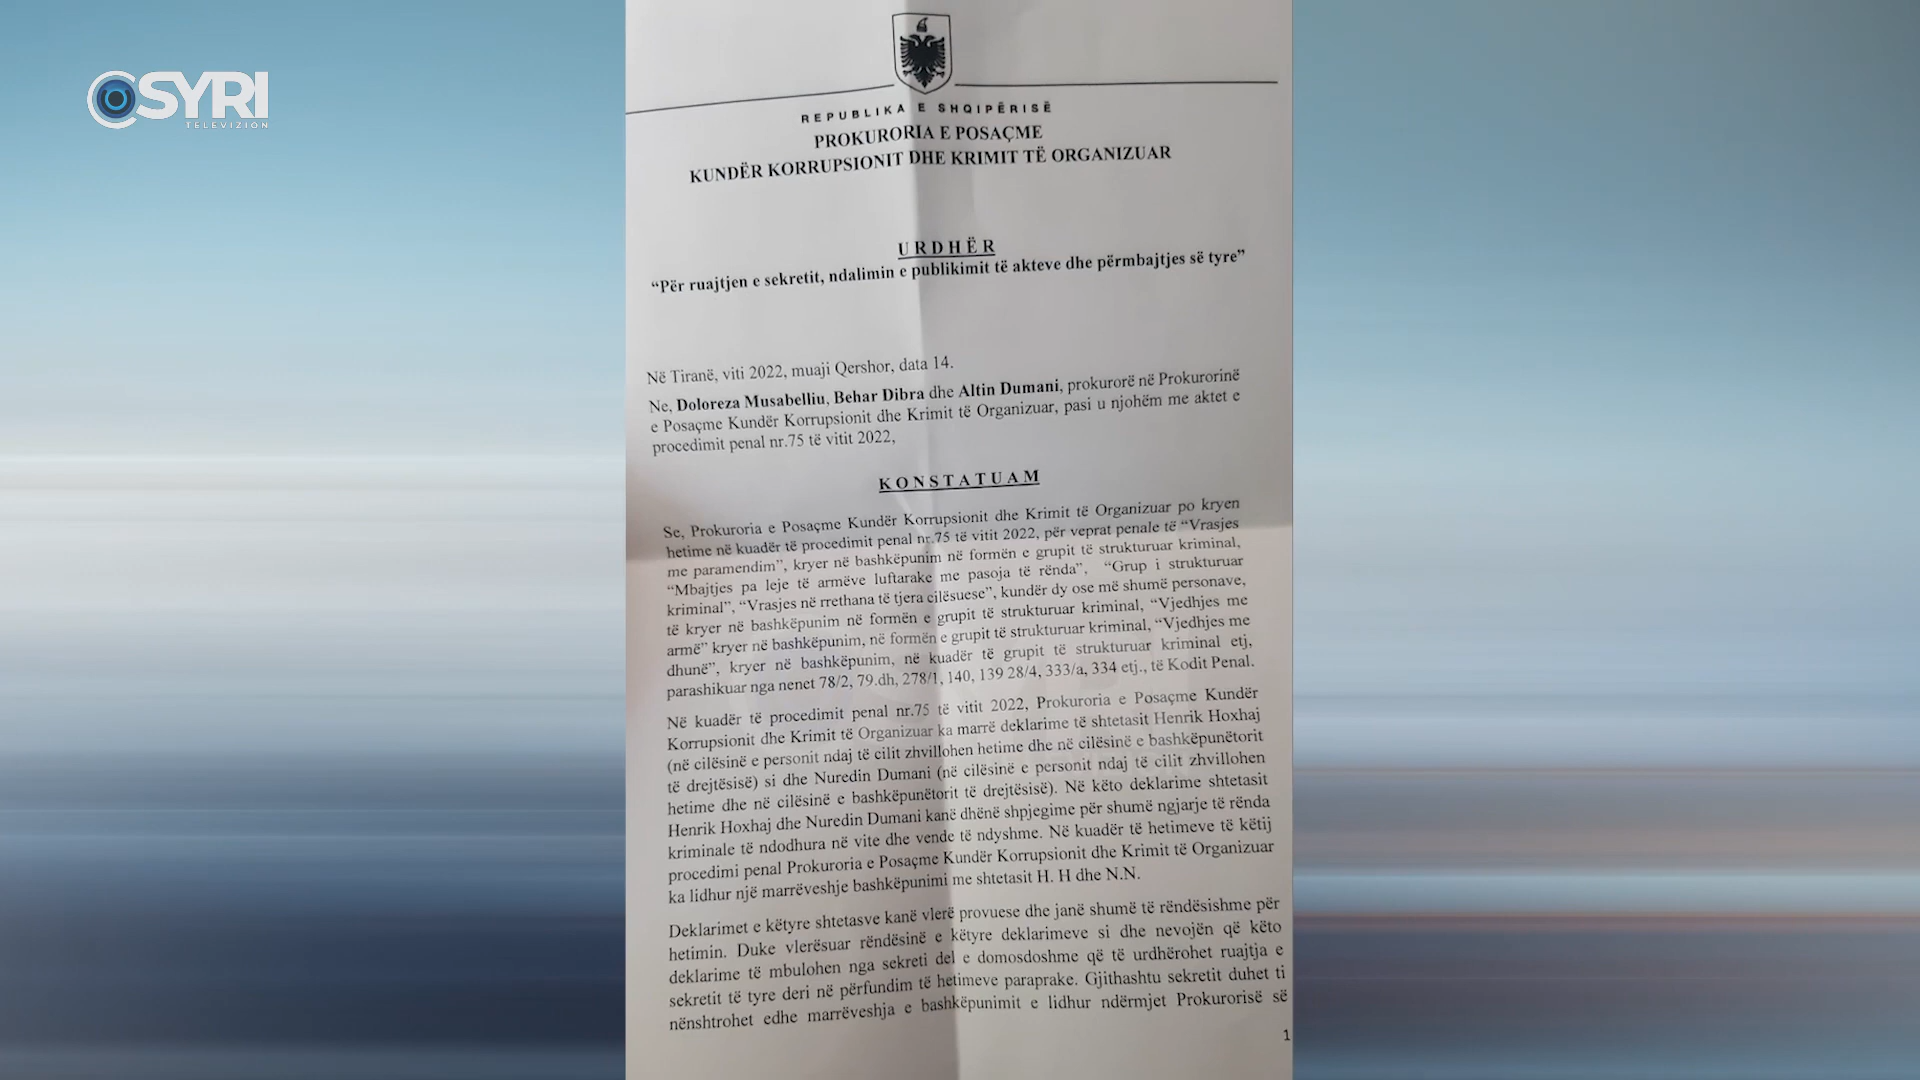 SYRI
TELEVIZION
REPUBLIKA E SHQIPËRISË
PROKURORIA E POSAÇME
KUNDËR KORRUPSIONIT DHE KRIMIT TË ORGANIZUAR
URDHËR
“Për ruajtjen e sekretit, ndalimin e publikimit të akteve dhe përmbajtjes së tyre”
Në Tiranë, viti 2022, muaji Qershor, data 14.
Ne, Doloreza Musabelliu, Behar Dibra dhe Altin Dumani, prokurorë në Prokurorinë
e Posaçme Kundër Korrupsionit dhe Krimit të Organizuar, pasi u njohëm me aktet e
procedimit penal nr.75 të vitit 2022,
KONSTATUAM
Se, Prokuroria e Posaçme Kundër Korrupsionit dhe Krimit të Organizuar po kryen
hetime në kuadër të procedimit penal nr.75 të vitit 2022, për veprat penale të “Vrasjes
me paramendim”, kryer në bashkëpunim në formën e grupit të strukturuar kriminal,
“Mbajtjes pa leje të armëve luftarake me pasoja të rënda”, “Grup i strukturuar
kriminal”, “Vrasjes në rrethana të tjera cilësuese”, kundër dy ose më shumë personave,
të kryer në bashkëpunim në formën e grupit të strukturuar kriminal, “Vjedhjes me
armë” kryer në bashkëpunim, në formën e grupit të strukturuar kriminal, “Vjedhjes me
dhunë”, kryer në bashkëpunim, në kuadër të grupit të strukturuar kriminal etj,
parashikuar nga nenet 78/2, 79.dh, 278/1, 140, 139 28/4, 333/a, 334 etj., të Kodit Penal.
Në kuadër të procedimit penal nr.75 të vitit 2022, Prokuroria e Posaçme Kundër
Korrupsionit dhe Krimit të Organizuar ka marrë deklarime të shtetasit Henrik Hoxhaj
(në cilësinë e personit ndaj të cilit zhvillohen hetime dhe në cilësinë e bashkëpunëtorit
të drejtësisë) si dhe Nuredin Dumani (në cilësinë e personit ndaj të cilit zhvillohen
hetime dhe në cilësinë e bashkëpunëtorit të drejtësisë). Në këto deklarime shtetasit
Henrik Hoxhaj dhe Nuredin Dumani kanë dhënë shpjegime për shumë ngjarje të rënda
kriminale të ndodhura në vite dhe vende të ndyshme. Në kuadër të hetimeve të këtij
procedimi penal Prokuroria e Posaçme Kundër Korrupsionit dhe Krimit të Organizuar
ka lidhur një marrëveshje bashkëpunimi me shtetasit H. H dhe N.N.
Deklarimet e këtyre shtetasve kanë vlerë provuese dhe janë shumë të rëndësishme për
hetimin. Duke vlerësuar rëndësinë e këtyre deklarimeve si dhe nevojën që këto
deklarime të mbulohen nga sekreti del e domosdoshme që të urdhërohet ruajtja e
sekretit të tyre deri në përfundim të hetimeve paraprake. Gjithashtu sekretit duhet ti
nënshtrohet edhe marrëveshja e bashkëpunimit e lidhur ndërmjet Prokurorisë së
1